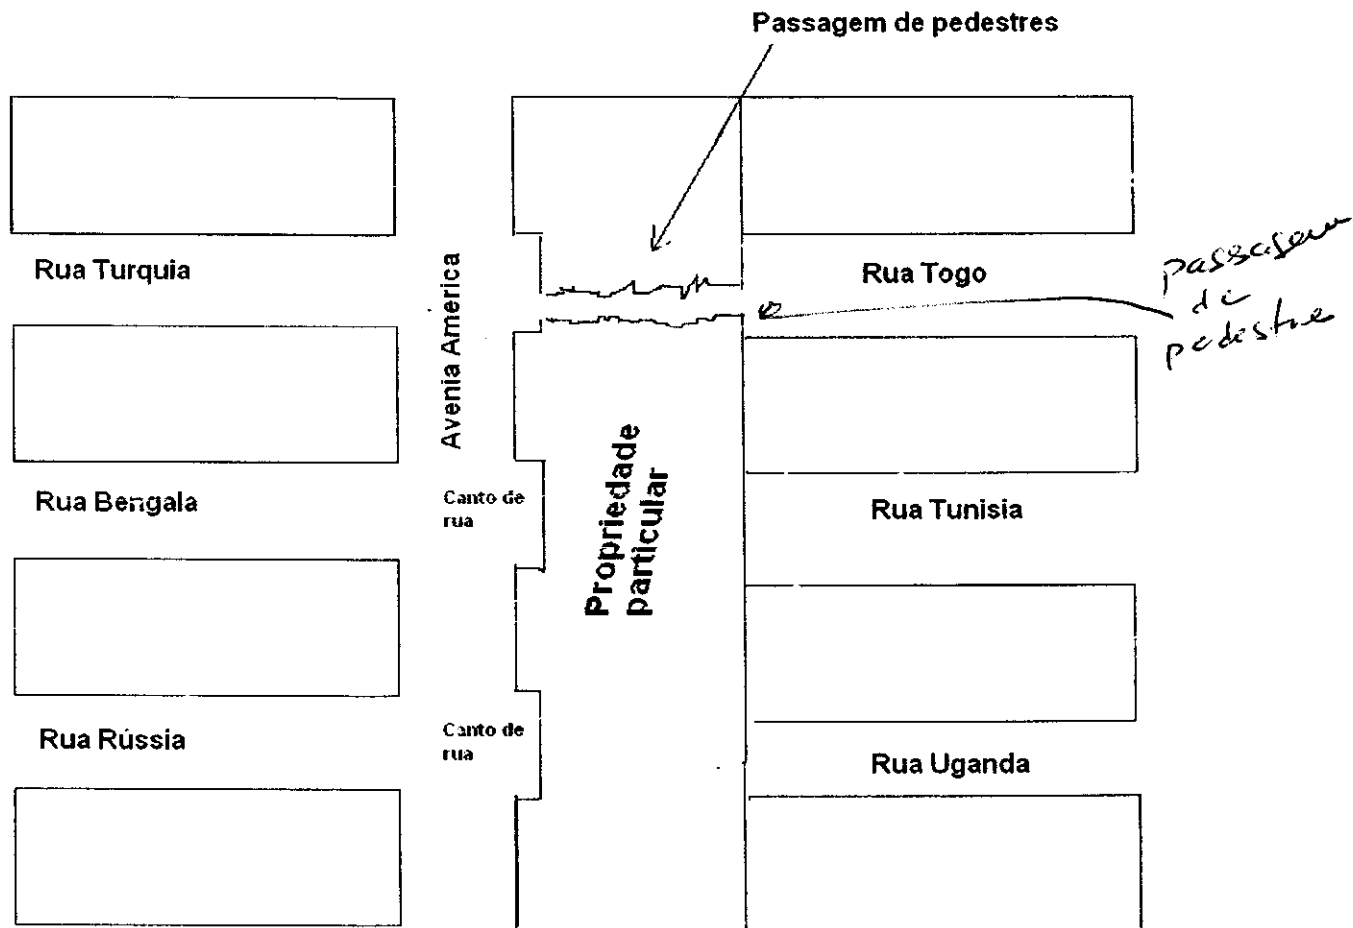 Passagem de pedestres
Rua Turquia
Avenia America
Rua Togo
passagem
de
pedestre
Rua Bengala
Canto de
rua
Propriedade
particular
Rua Tunisia
Rua Rússia
Canto de
rua
Rua Uganda